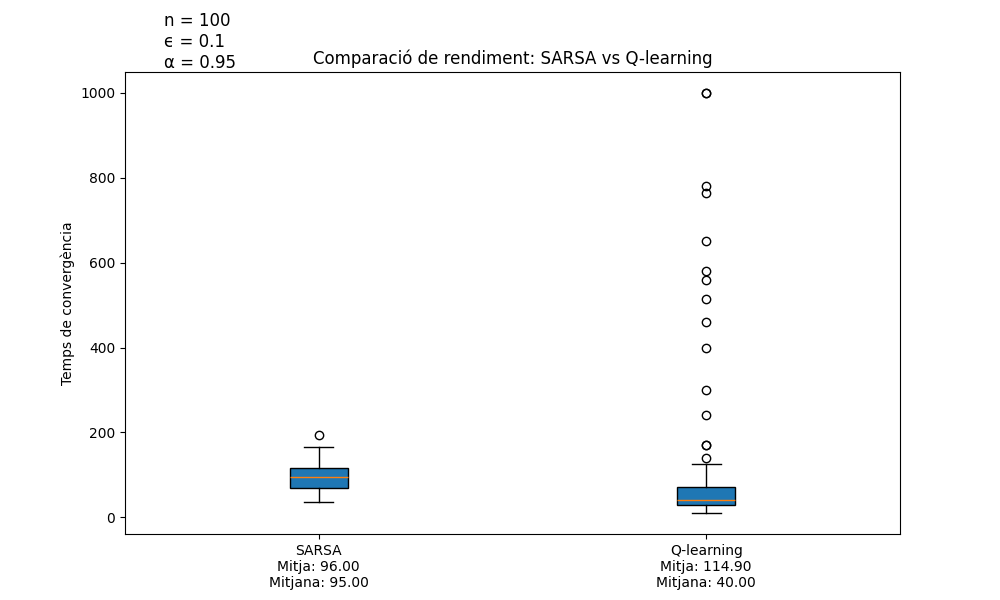 n = 100
ϵ = 0.1
α = 0.95
Comparació de rendiment: SARSA vs Q-learning
Temps de convergència
1000
800
600
400
200
0
SARSA
Mitja: 96.00
Mitjana: 95.00
Q-learning
Mitja: 114.90
Mitjana: 40.00